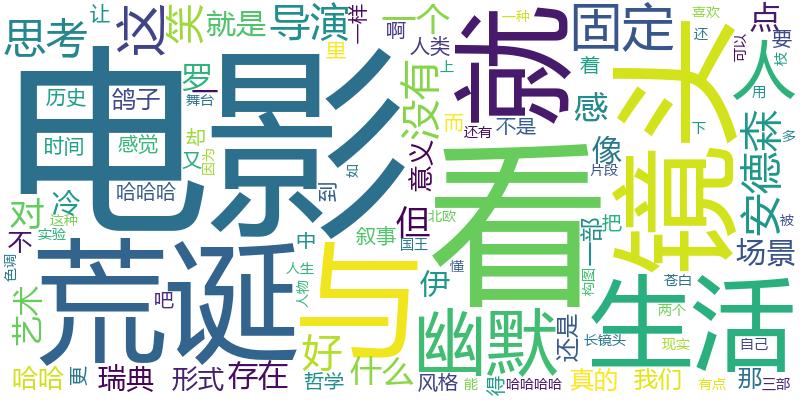 思考
这
让
笑
就是
导演
一个
啊
一样
里
人类
就
一种
固定
喜欢
还
点
要
可以
人
枝
用
电影
历史
鸽子
罗
一
舞台
时间
感觉
却
又
因为
哈哈哈
没有
上
而
还有
不是
着
感
镜头
下
安德森
多
看
意义
像
片段
冷
对
这种
实验
不
到
如
但
北欧
国王
叙事
中
一部
把
被
场景
色调
荒诞
与
人生
人物
吧
伊
懂
构图
苍白
艺术
好
幽默
还是
生活
长镜头
两个
现实
自己
哈哈
更
瑞典
形式
存在
哲学
什么
风格
能
得
哈哈哈哈
真的
我们
有点
那
三部